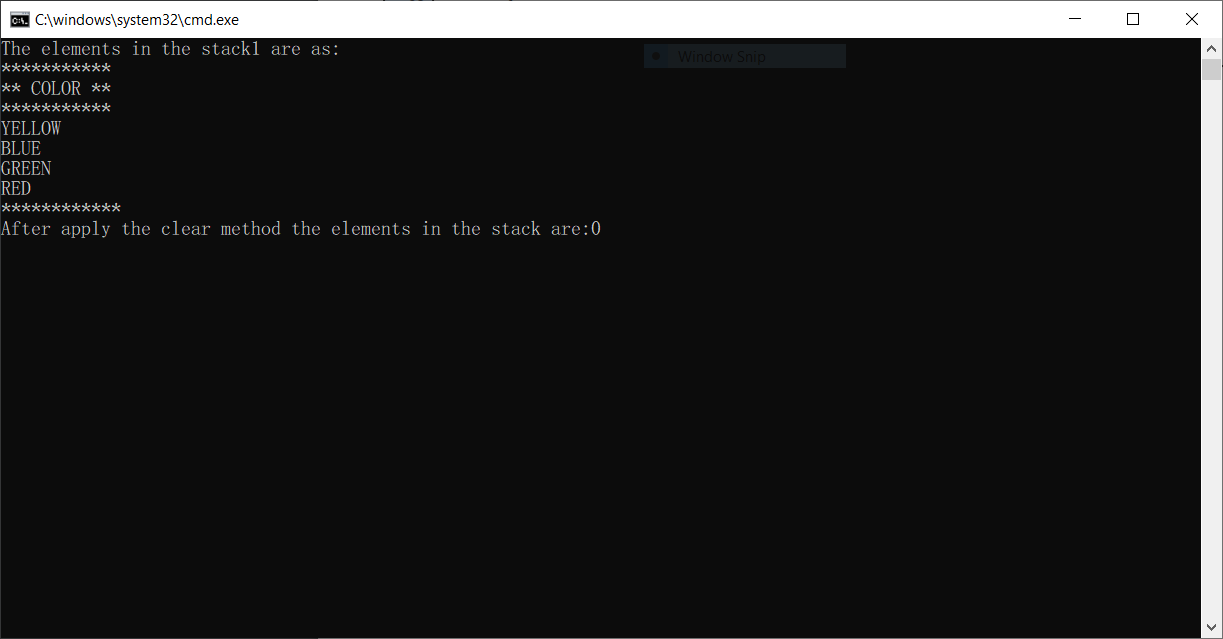 C:\windows\system32\cmd.exe
The elements in the stack1 are as:
***********
** COLOR **
***********
YELLOW
BLUE
GREEN
RED
************
After apply the clear method the elements in the stack are:0
Window Snip